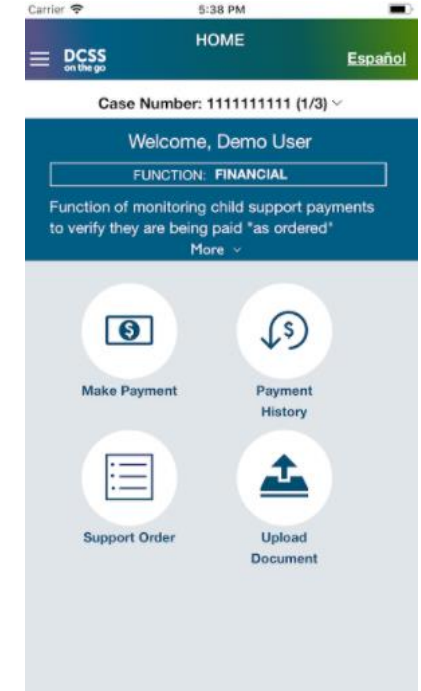 Carrier 5:38 PM
HOME
DCSS
on the go
Español
Case Number: 1111111111 (1/3)
Welcome, Demo User
FUNCTION: FINANCIAL
Function of monitoring child support payments
to verify they are being paid "as ordered"
More
$ $
Make Payment Payment
History
Support Order Upload
Document